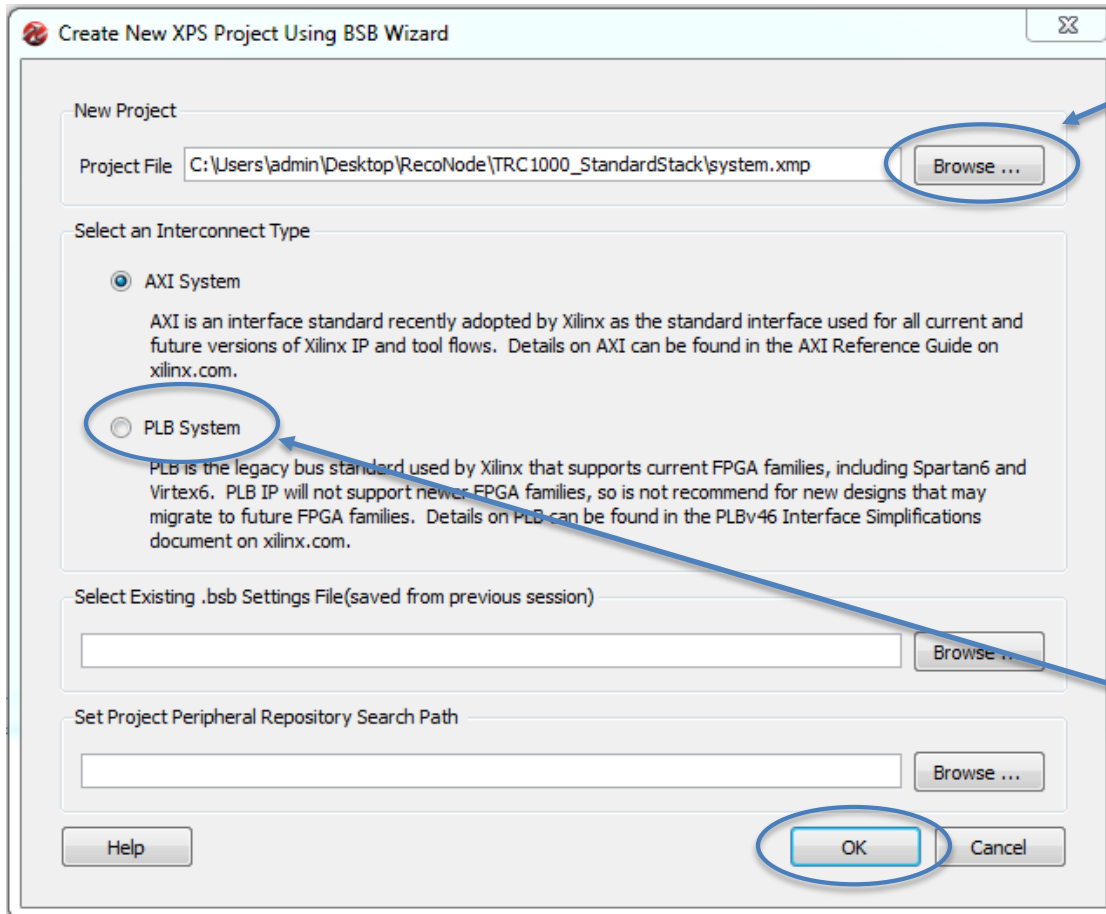 Create New XPS Project Using BSB Wizard
New Project
Project File C:\Users\admin\Desktop\RecoNode\TRC1000_StandardStack\system.xmp Browse ...
Select an Interconnect Type
AXI System
AXI is an interface standard recently adopted by Xilinx as the standard interface used for all current and
future versions of Xilinx IP and tool flows. Details on AXI can be found in the AXI Reference Guide on
xilinx.com.
PLB System
PLB is the legacy bus standard used by Xilinx that supports current FPGA families, including Spartan6 and
Virtex6. PLB IP will not support newer FPGA families, so is not recommend for new designs that may
migrate to future FPGA families. Details on PLB can be found in the PLBv46 Interface Simplifications
document on xilinx.com.
Select Existing .bsb Settings File(saved from previous session)
Browse ...
Set Project Peripheral Repository Search Path
Browse ...
Help OK Cancel